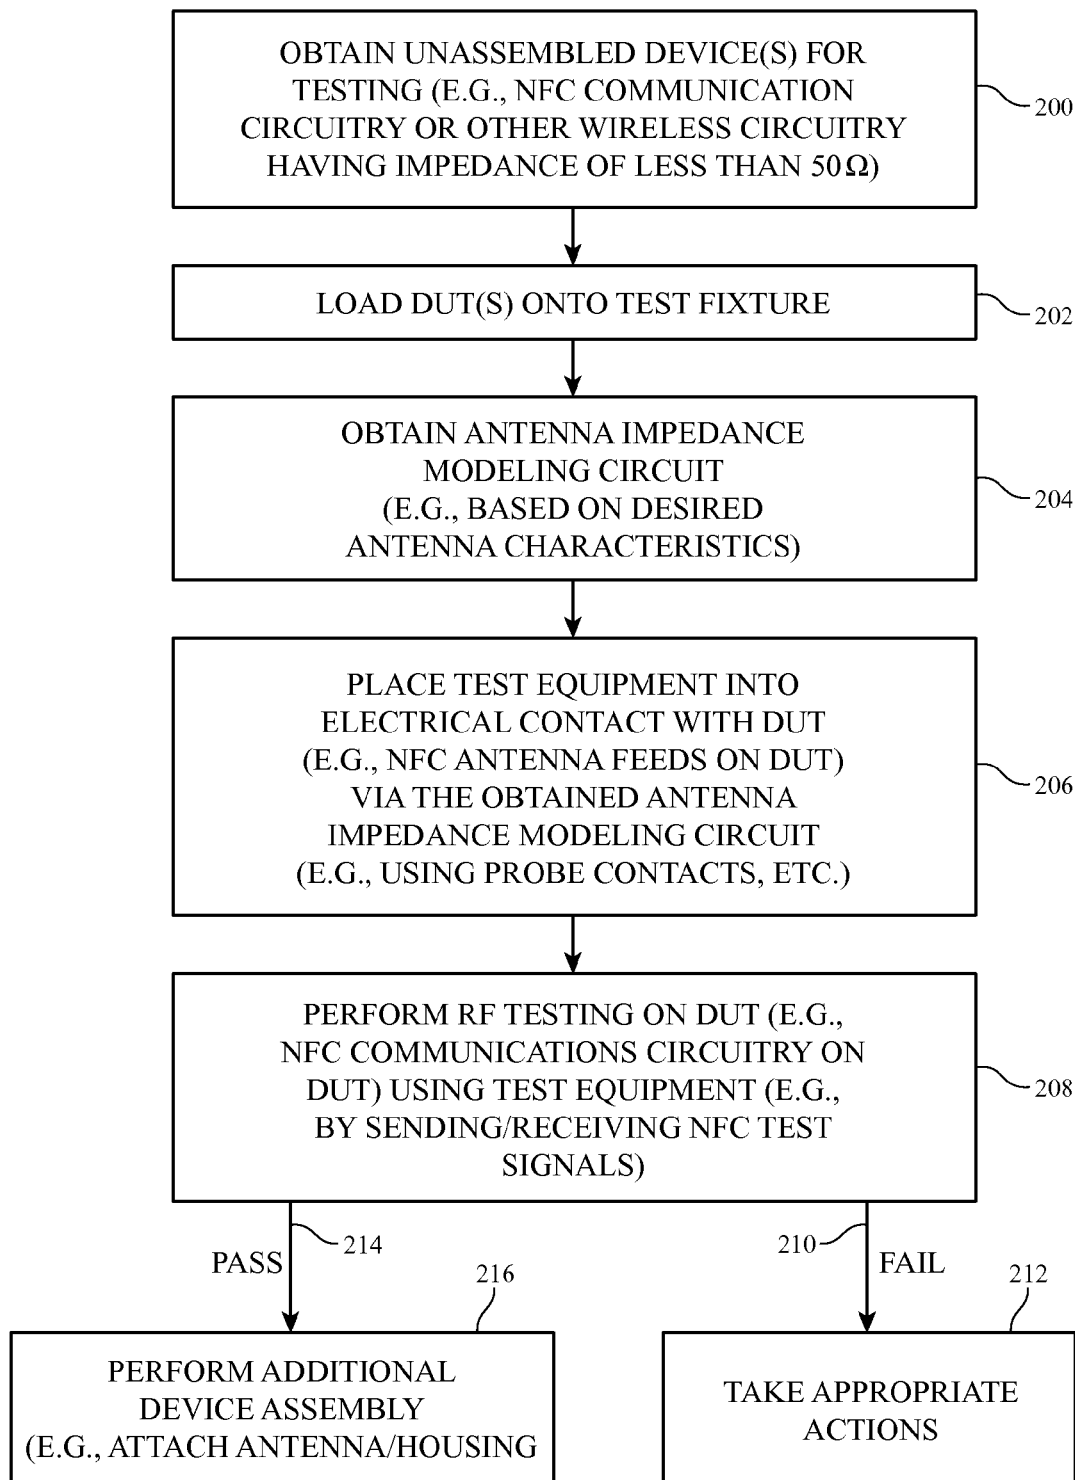 OBTAIN UNASSEMBLED DEVICE(S) FOR
TESTING (E.G., NFC COMMUNICATION
CIRCUITRY OR OTHER WIRELESS CIRCUITRY
HAVING IMPEDANCE OF LESS THAN 50Ω)
200
LOAD DUT(S) ONTO TEST FIXTURE
202
OBTAIN ANTENNA IMPEDANCE
MODELING CIRCUIT
(E.G., BASED ON DESIRED
ANTENNA CHARACTERISTICS)
204
PLACE TEST EQUIPMENT INTO
ELECTRICAL CONTACT WITH DUT
(E.G., NFC ANTENNA FEEDS ON DUT)
VIA THE OBTAINED ANTENNA
IMPEDANCE MODELING CIRCUIT
(E.G., USING PROBE CONTACTS, ETC.)
206
PERFORM RF TESTING ON DUT (E.G.,
NFC COMMUNICATIONS CIRCUITRY ON
DUT) USING TEST EQUIPMENT (E.G.,
BY SENDING/RECEIVING NFC TEST
SIGNALS)
208
214
PASS
210
FAIL
216
PERFORM ADDITIONAL
DEVICE ASSEMBLY
(E.G., ATTACH ANTENNA/HOUSING
212
TAKE APPROPRIATE
ACTIONS